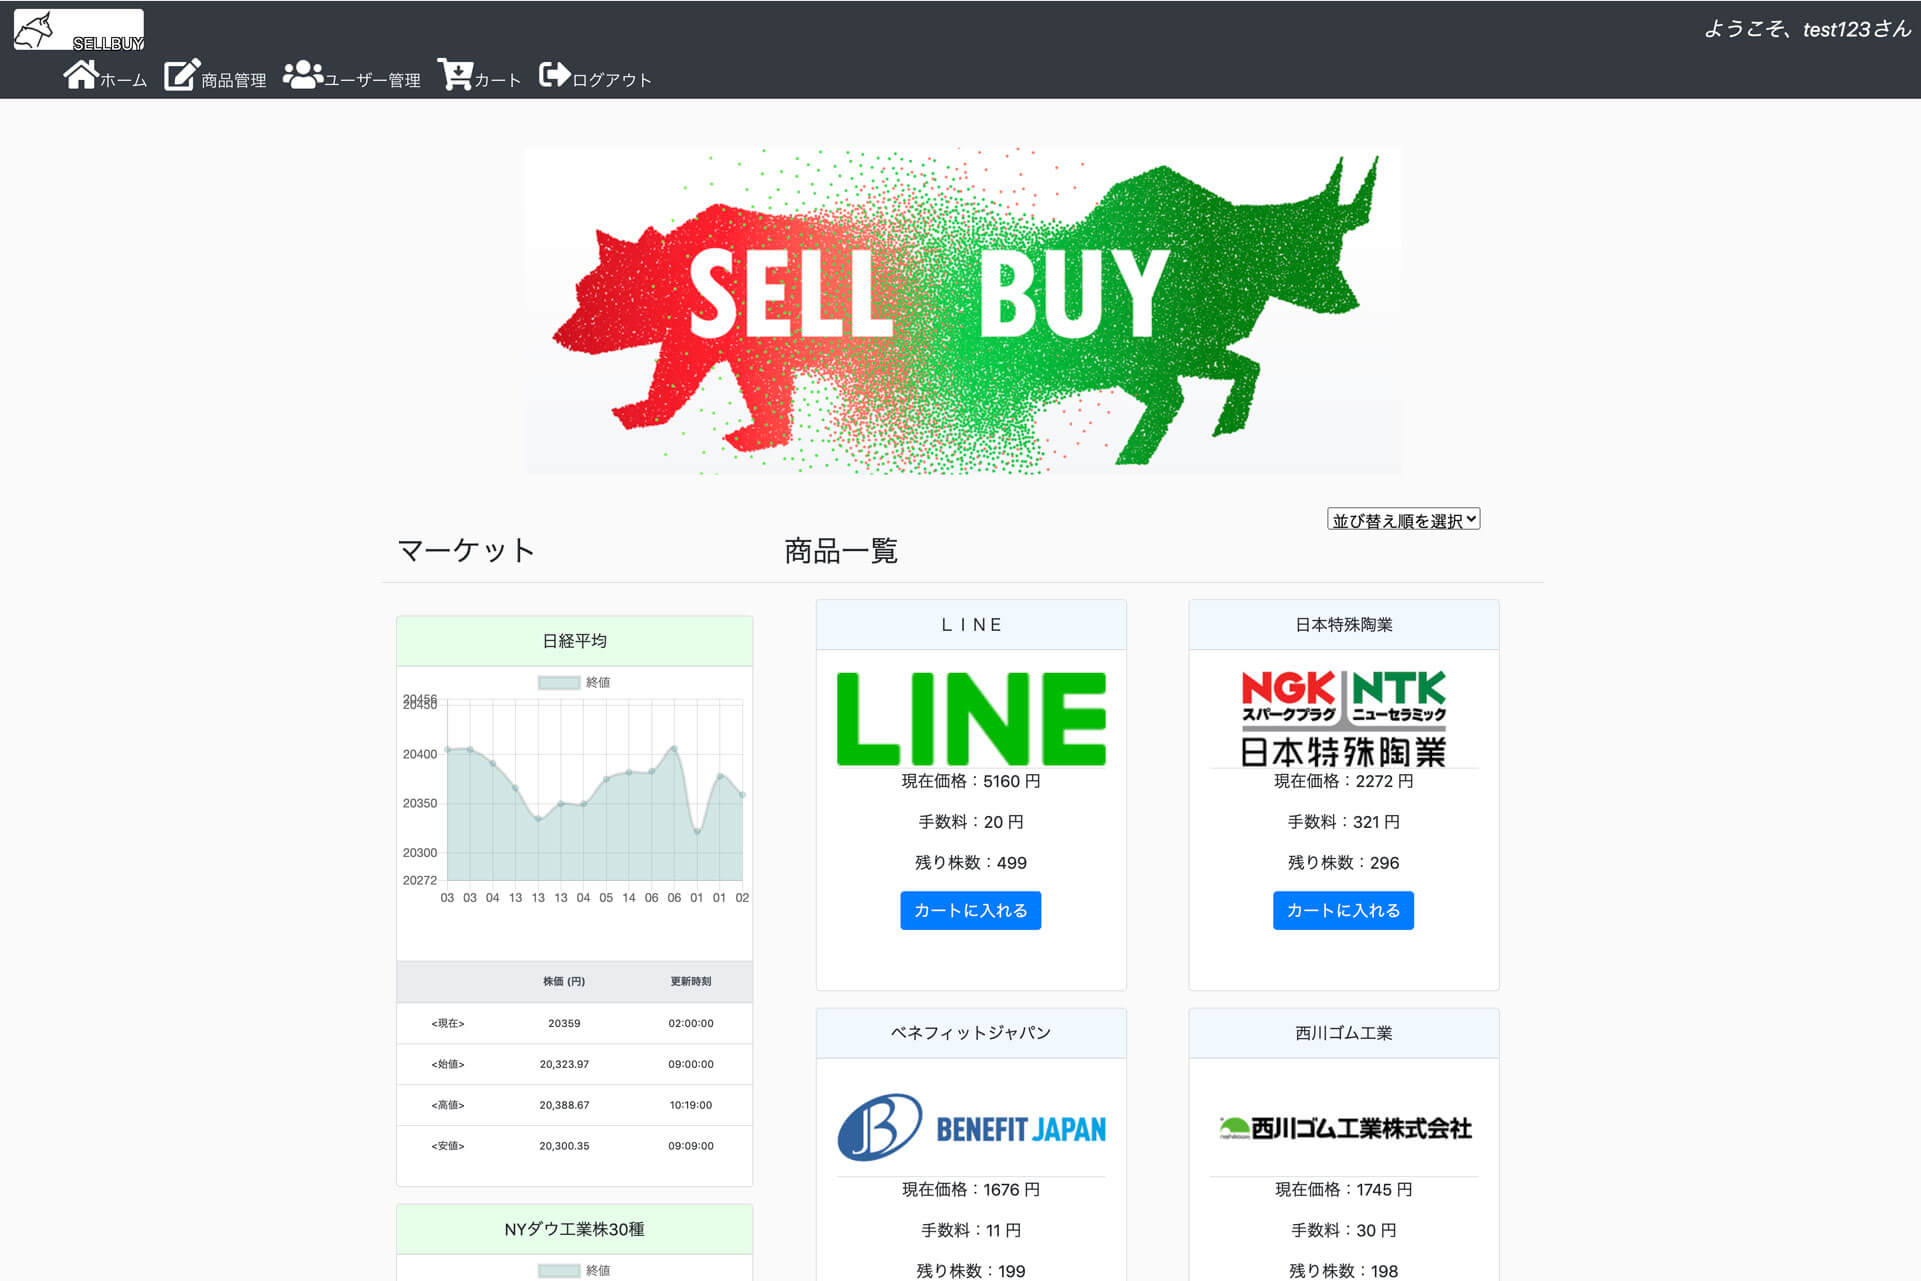 SELLBUY
ようこそ、test123さん
ホーム 商品管理 ユーザー管理 カート ログアウト
SELL BUY
並び替え順を選択
マーケット
商品一覧
日経平均
終値
20456
20450
20400
20350
20300
20272
03 03 04 13 13 13 04 05 14 06 06 01 01 02
株価 (円) 更新時刻
<現在> 20359 02:00:00
<始値> 20,323.97 09:00:00
<高値> 20,388.67 10:19:00
<安値> 20,300.35 09:09:00
NYダウ工業株30種
終値
ＬＩＮＥ
LINE
現在価格：5160 円
手数料：20 円
残り株数：499
カートに入れる
日本特殊陶業
NGK NTK
スパークプラグ ニューセラミック
日本特殊陶業
現在価格：2272 円
手数料：321 円
残り株数：296
カートに入れる
ベネフィットジャパン
BENEFIT JAPAN
現在価格：1676 円
手数料：11 円
残り株数：199
西川ゴム工業
西川ゴム工業株式会社
現在価格：1745 円
手数料：30 円
残り株数：198